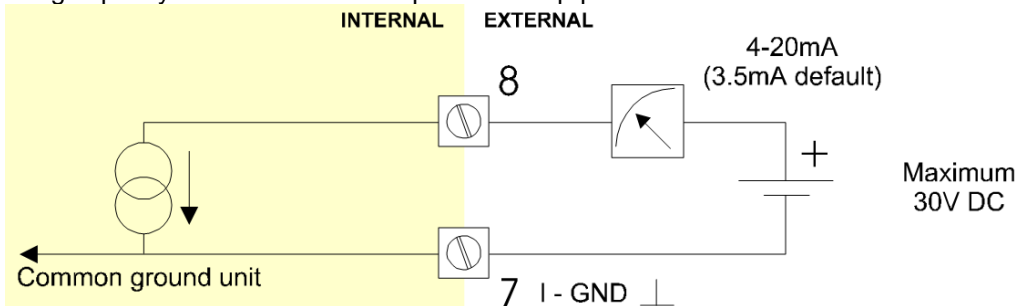 INTERNAL EXTERNAL
8
4-20mA
(3.5mA default)
+
Maximum
30V DC
Common ground unit
7 I - GND